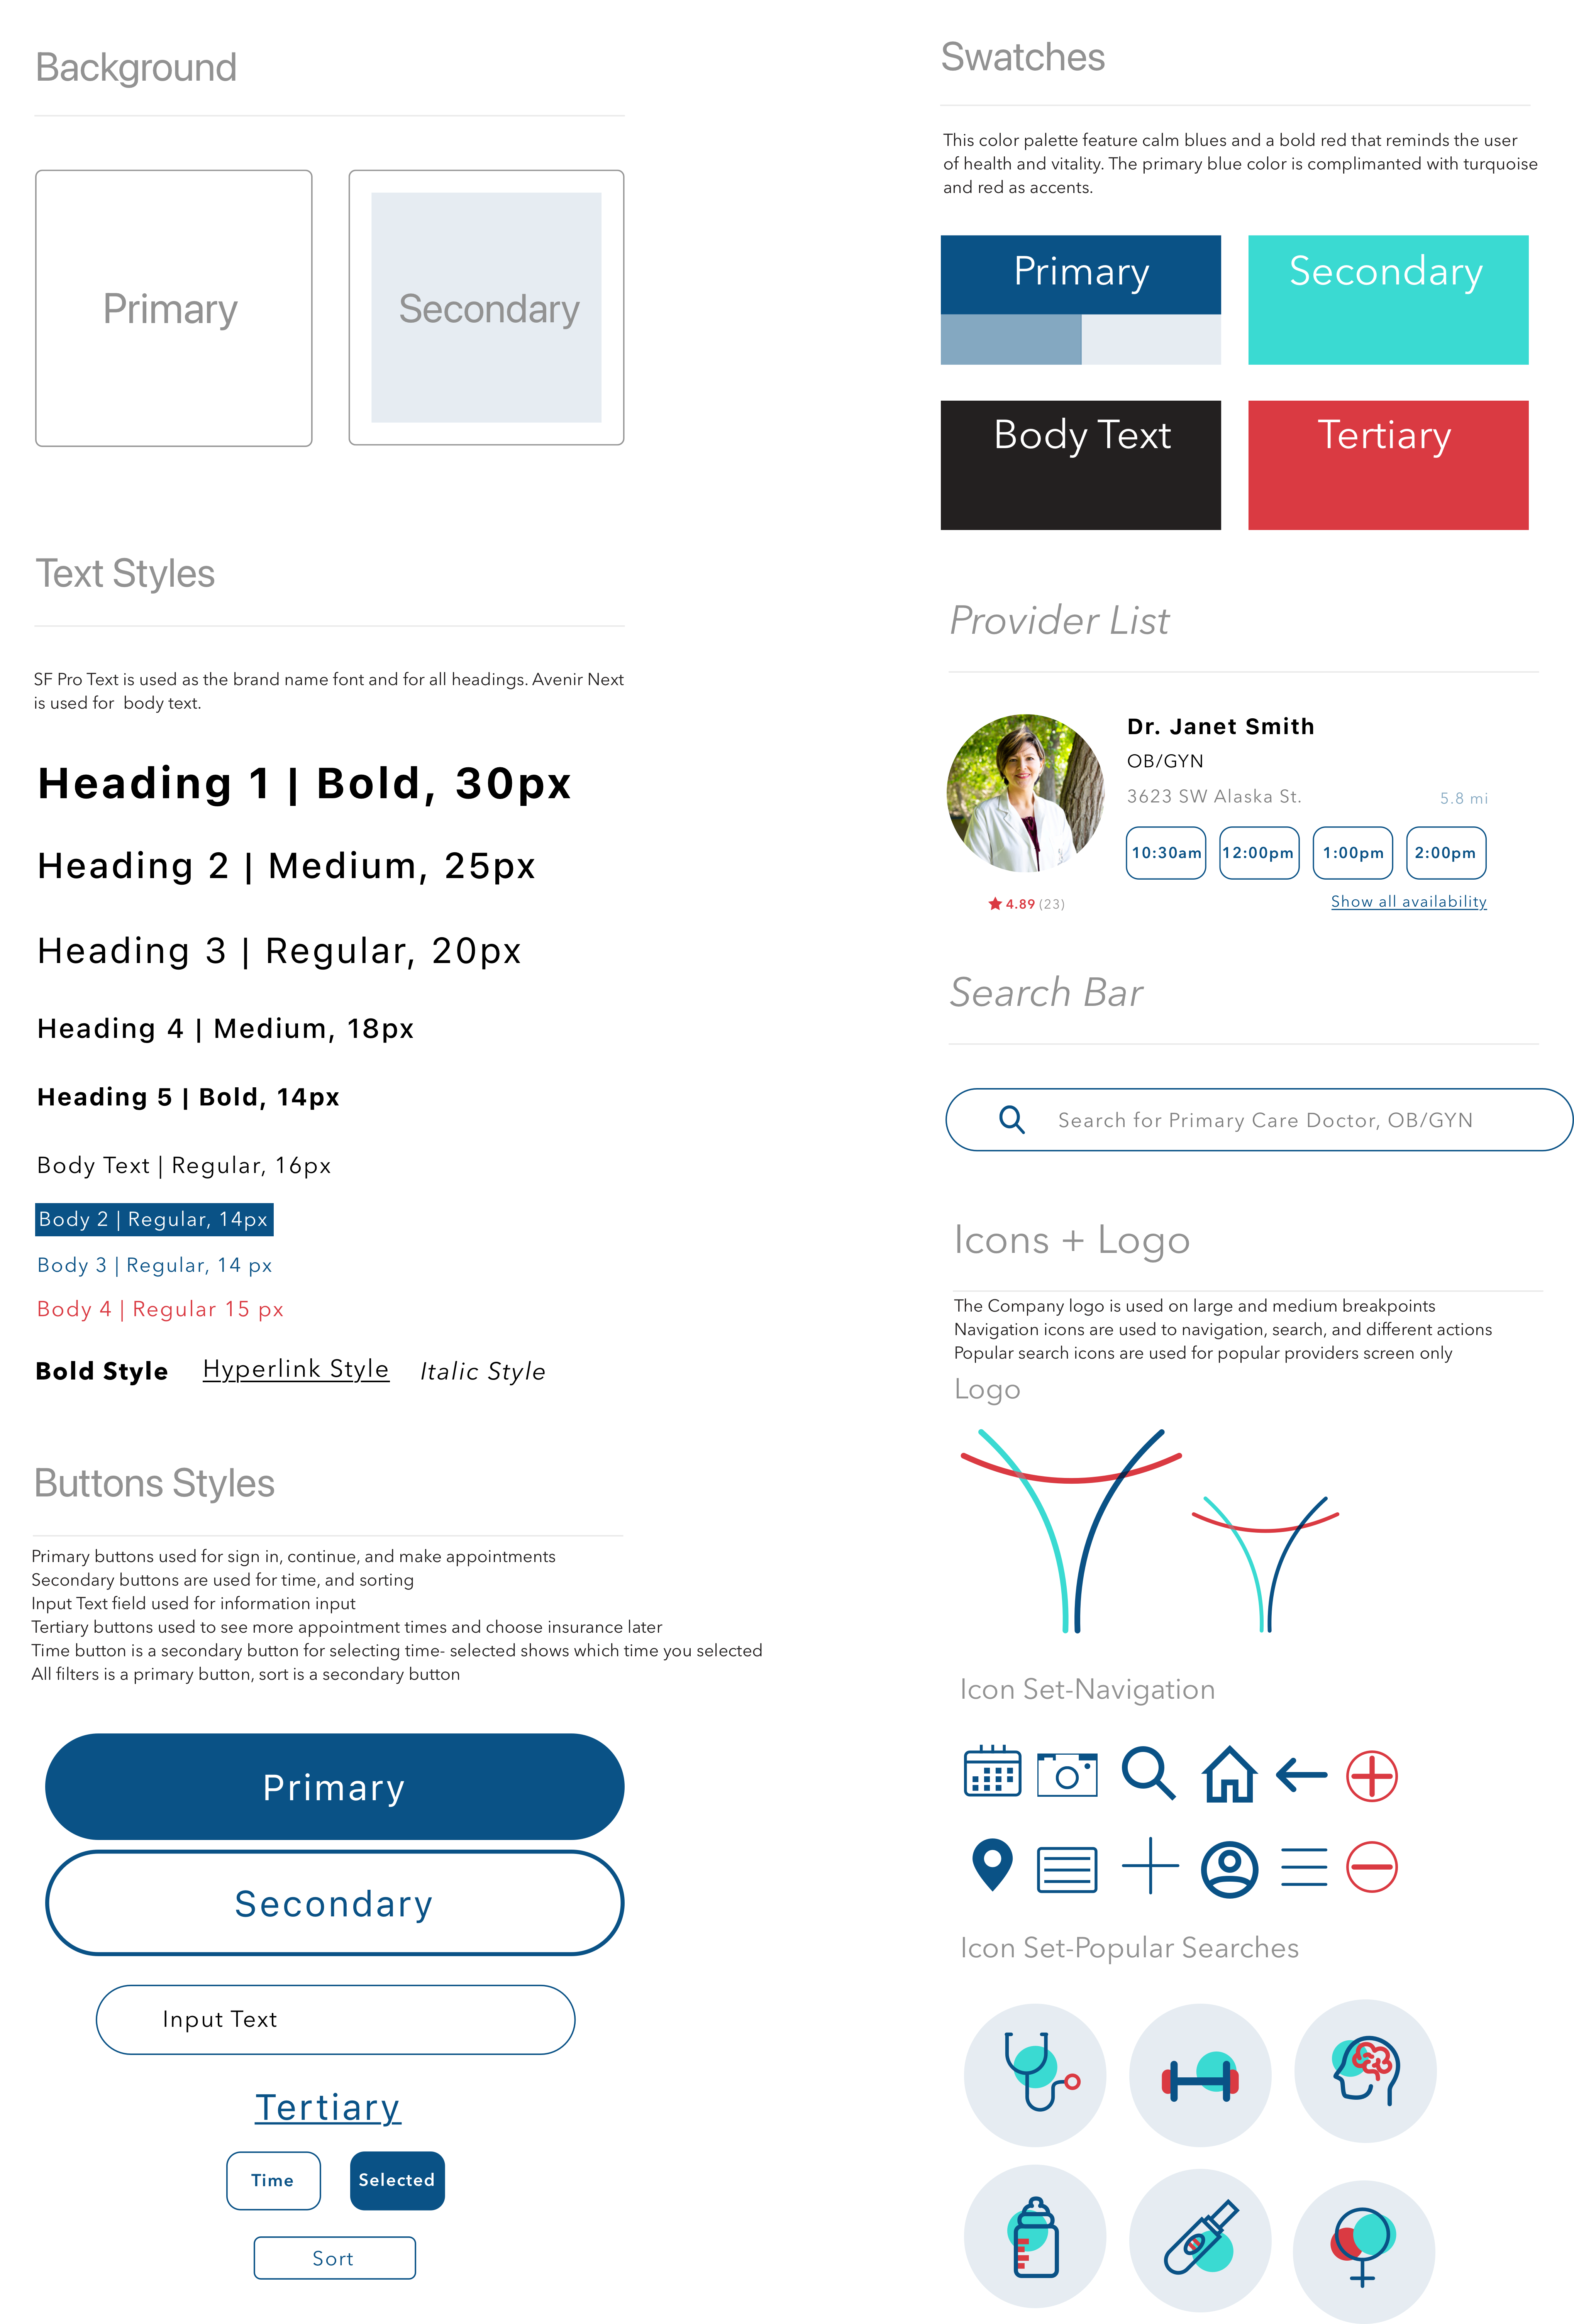 Background
Primary
Secondary
Text Styles
SF Pro Text is used as the brand name font and for all headings. Avenir Next
is used for  body text.
Heading 1 | Bold, 30px
Heading 2 | Medium, 25px
Heading 3 | Regular, 20px
Heading 4 | Medium, 18px
Heading 5 | Bold, 14px
Body Text | Regular, 16px
Body 2 | Regular, 14px
Body 3 | Regular, 14 px
Body 4 | Regular 15 px
Bold Style Hyperlink Style Italic Style
Buttons Styles
Primary buttons used for sign in, continue, and make appointments
Secondary buttons are used for time, and sorting
Input Text field used for information input
Tertiary buttons used to see more appointment times and choose insurance later
Time button is a secondary button for selecting time- selected shows which time you selected
All filters is a primary button, sort is a secondary button
Primary
Secondary
Input Text
Tertiary
Time Selected
Sort
Swatches
This color palette feature calm blues and a bold red that reminds the user
of health and vitality. The primary blue color is complimanted with turquoise
and red as accents.
Primary
Secondary
Body Text
Tertiary
Provider List
Dr. Janet Smith
OB/GYN
3623 SW Alaska St. 5.8 mi
10:30am 12:00pm 1:00pm 2:00pm
4.89 (23) Show all availability
Search Bar
Search for Primary Care Doctor, OB/GYN
Icons + Logo
The Company logo is used on large and medium breakpoints
Navigation icons are used to navigation, search, and different actions
Popular search icons are used for popular providers screen only
Logo
Icon Set-Navigation
Icon Set-Popular Searches